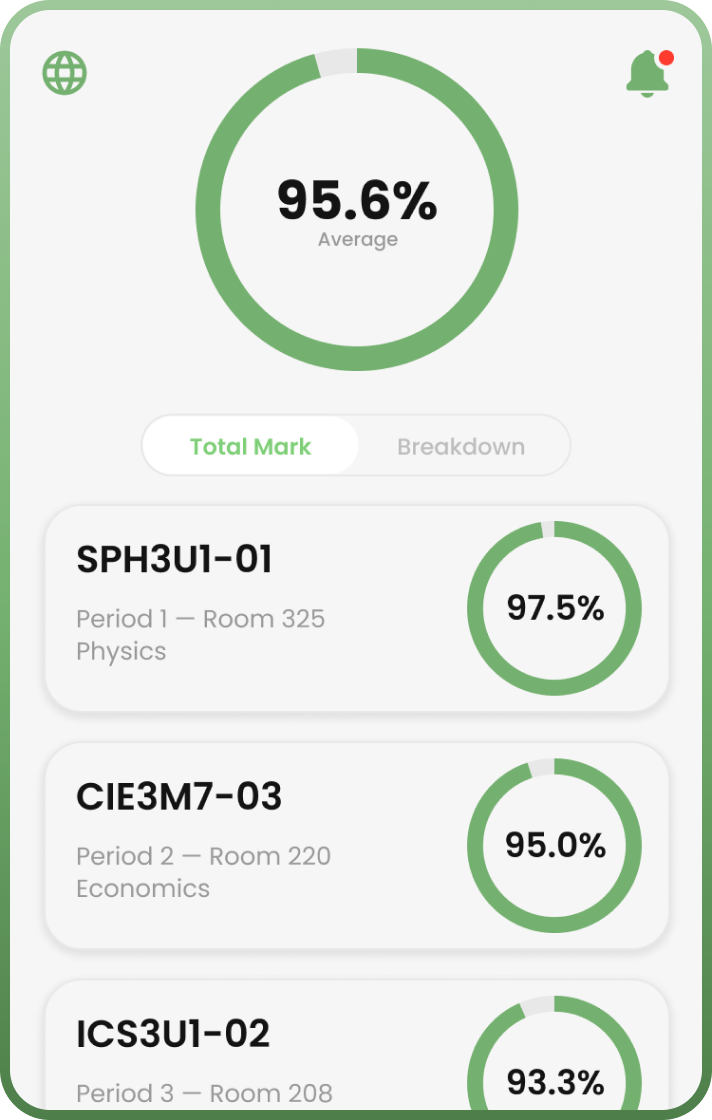 95.6%
Average
Total Mark
Breakdown
SPH3U1-01
Period 1 — Room 325
Physics
97.5%
CIE3M7-03
Period 2 — Room 220
Economics
95.0%
ICS3U1-02
Period 3 — Room 208
93.3%